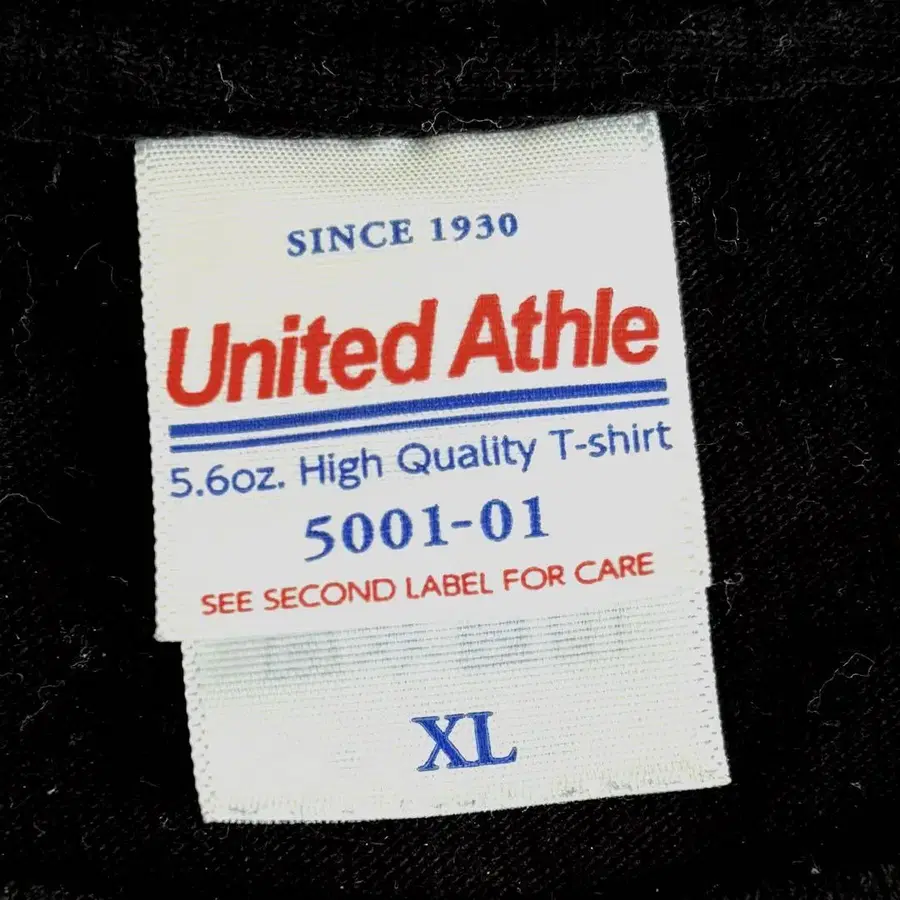 SINCE 1930
United Athle
5.6oz. High Quality T-shirt
5001-01
SEE SECOND LABEL FOR CARE
XL